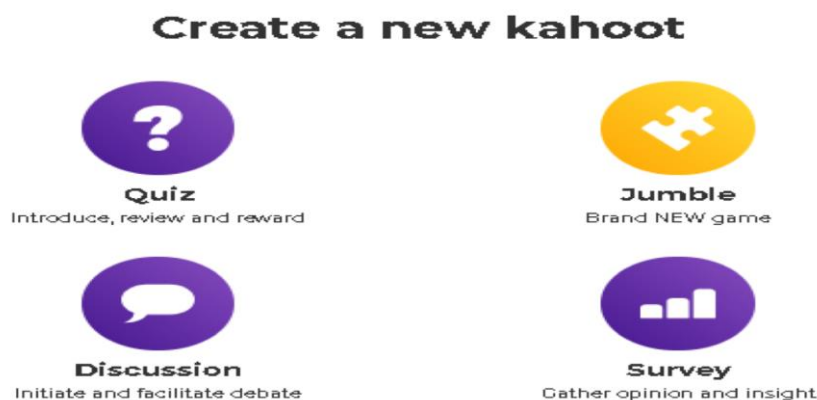 Create a new kahoot
Quiz
Introduce, review and reward
Jumble
Brand NEW game
Discussion
Initiate and facilitate debate
Survey
Gather opinion and insight